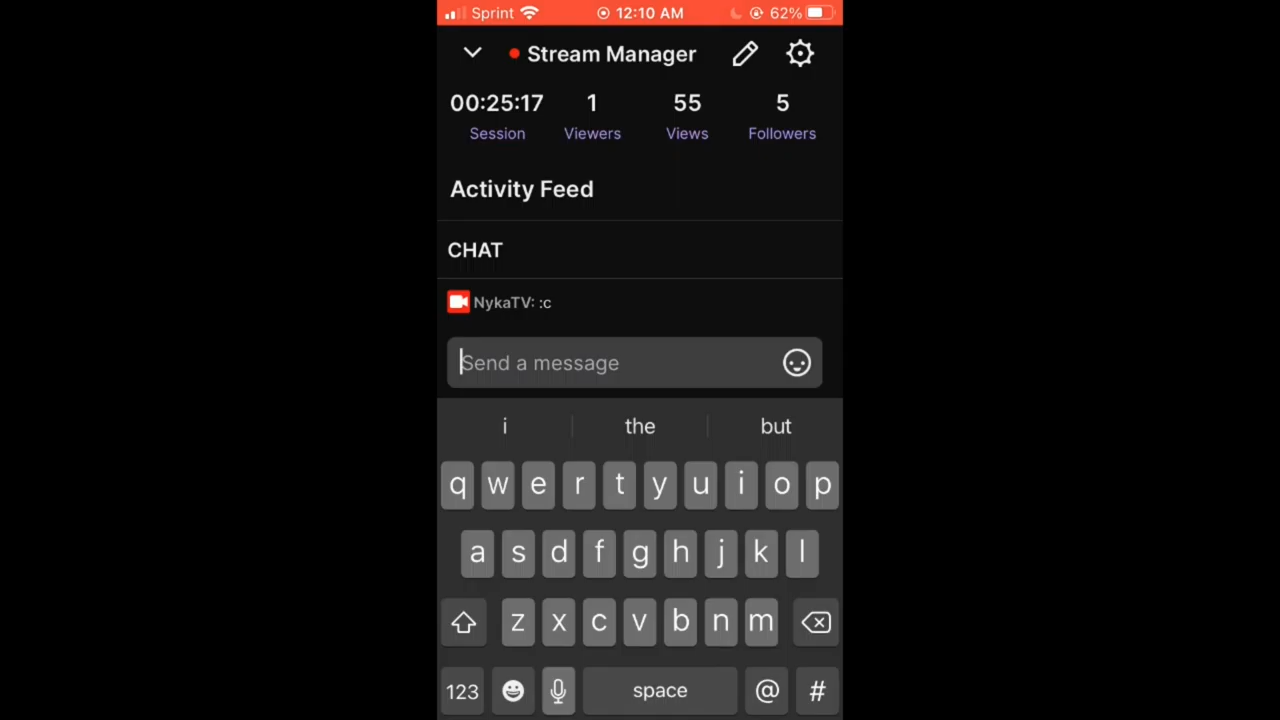 Sprint 12:10 AM 62%
Stream Manager
00:25:17 1 55 5
Session Viewers Views Followers
Activity Feed
CHAT
NykaTV: :c
Send a message
i the but
q w e r t y u i o p
a s d f g h j k l
z x c v b n m
123 space @ #